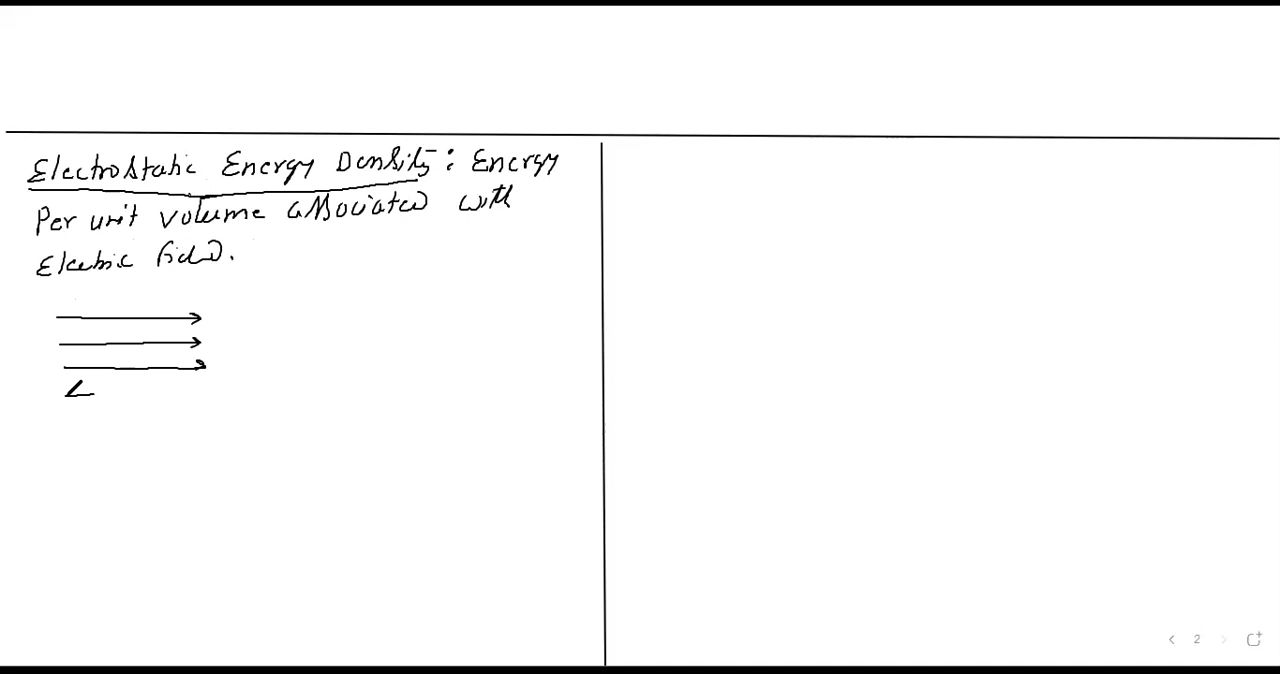 Electrostatic Energy Density : Energy
Per unit volume associated with
Electric field.
2